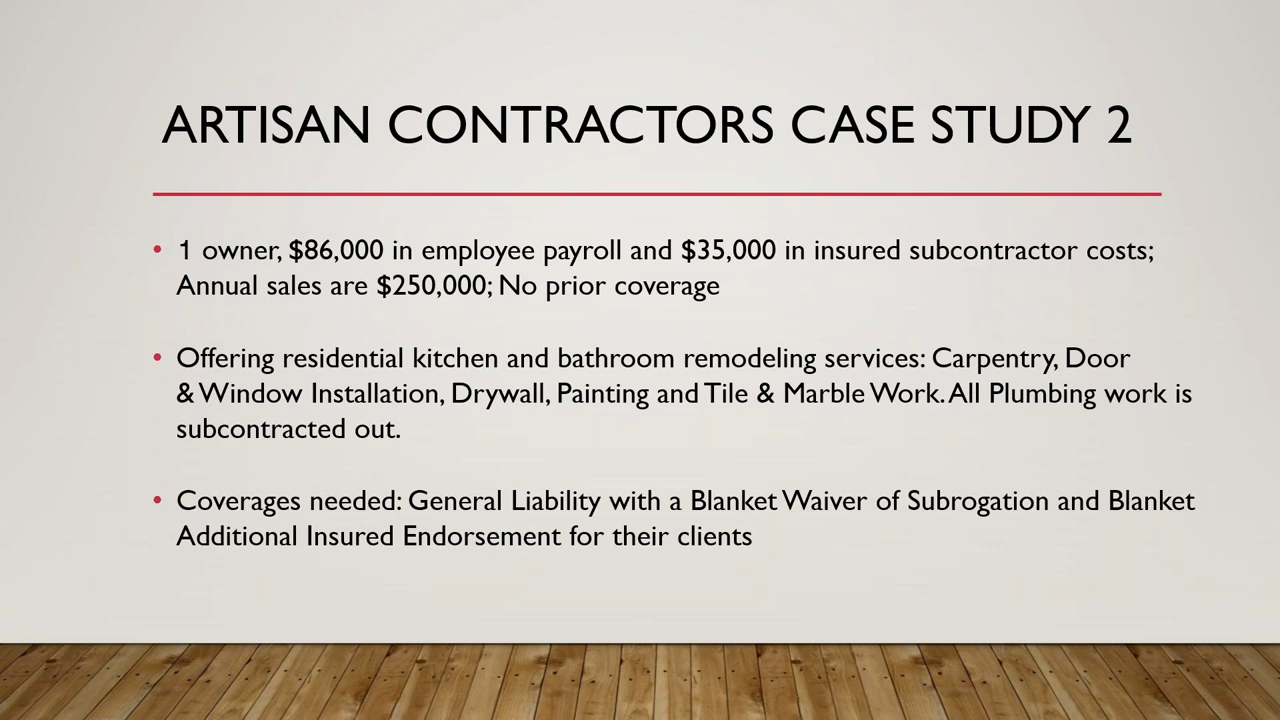 ARTISAN CONTRACTORS CASE STUDY 2
• 1 owner, $86,000 in employee payroll and $35,000 in insured subcontractor costs;
Annual sales are $250,000; No prior coverage
• Offering residential kitchen and bathroom remodeling services: Carpentry, Door
& Window Installation, Drywall, Painting and Tile & Marble Work. All Plumbing work is
subcontracted out.
• Coverages needed: General Liability with a Blanket Waiver of Subrogation and Blanket
Additional Insured Endorsement for their clients